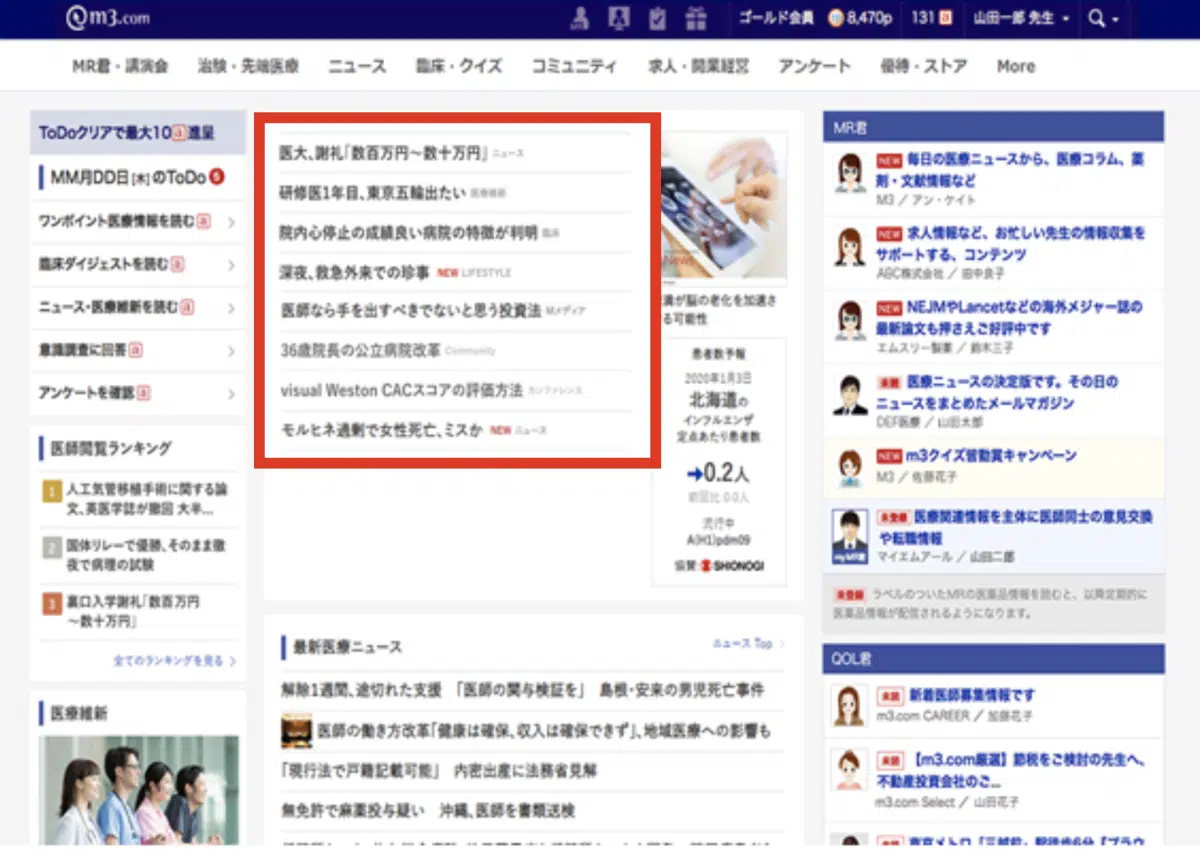 m3.com
ゴールド会員 8,470p 131 a 山田一郎 先生
MR君・講演会 治験・先端医療 ニュース 臨床・クイズ コミュニティ 求人・開業経営 アンケート 優待・ストア More
ToDoクリアで最大10a進呈
MM月DD日[木]のToDo 5
ワンポイント医療情報を読む a
臨床ダイジェストを読む a
ニュース・医療維新を読む a
意識調査に回答 a
アンケートを確認 a
医師閲覧ランキング
1 人工気管移植手術に関する論
文、英医学誌が撤回 大半...
2 国体リレーで優勝、そのまま徹
夜で病理の試験
3 裏口入学謝礼「数百万円
～数十万円」
全てのランキングを見る
医療維新
医大、謝礼「数百万円～数十万円」 ニュース
研修医1年目、東京五輪出たい 医療維新
院内心停止の成績良い病院の特徴が判明 臨床
深夜、救急外来での珍事 NEW LIFESTYLE
医師なら手を出すべきでないと思う投資法 Mメディア
36歳院長の公立病院改革 Community
visual Weston CACスコアの評価方法 カンファレンス
モルヒネ過剰で女性死亡、ミスか NEW ニュース
News
満が脳の老化を加速さ
る可能性
患者数予報
2020年1月3日
北海道の
インフルエンザ
定点あたり患者数
0.2人
前回比 0.0人
流行中
A(H1)pdm09
協賛: SHIONOGI
最新医療ニュース
ニュース Top
解除1週間、途切れた支援 「医師の関与検証を」 島根・安来の男児死亡事件
医師の働き方改革「健康は確保、収入は確保できず」、地域医療への影響も
「現行法で戸籍記載可能」 内密出産に法務省見解
無免許で麻薬投与疑い 沖縄、医師を書類送検
MR君
NEW 毎日の医療ニュースから、医療コラム、薬
剤・文献情報など
M3 ／ アン・ケイト
NEW 求人情報など、お忙しい先生の情報収集を
サポートする、コンテンツ
ABC株式会社 ／ 田中良子
NEW NEJMやLancetなどの海外メジャー誌の
最新論文も押さえご好評中です
エムスリー製薬 ／ 鈴木三子
未読 医療ニュースの決定版です。その日の
ニュースをまとめたメールマガジン
DEF医療 ／ 山田太郎
NEW m3クイズ皆勤賞キャンペーン
M3 ／ 佐藤花子
未登録 医療関連情報を主体に医師同士の意見交換
や転職情報
マイエムアール ／ 山田二郎
my MR君
未登録 ラベルのついたMRの医薬品情報を読むと、以降定期的に
医薬品情報が配信されるようになります。
QOL君
未読 新着医師募集情報です
m3.com CAREER ／ 加藤花子
未読 【m3.com厳選】節税をご検討の先生へ、
不動産投資会社のご...
m3.com Select ／ 山田花子